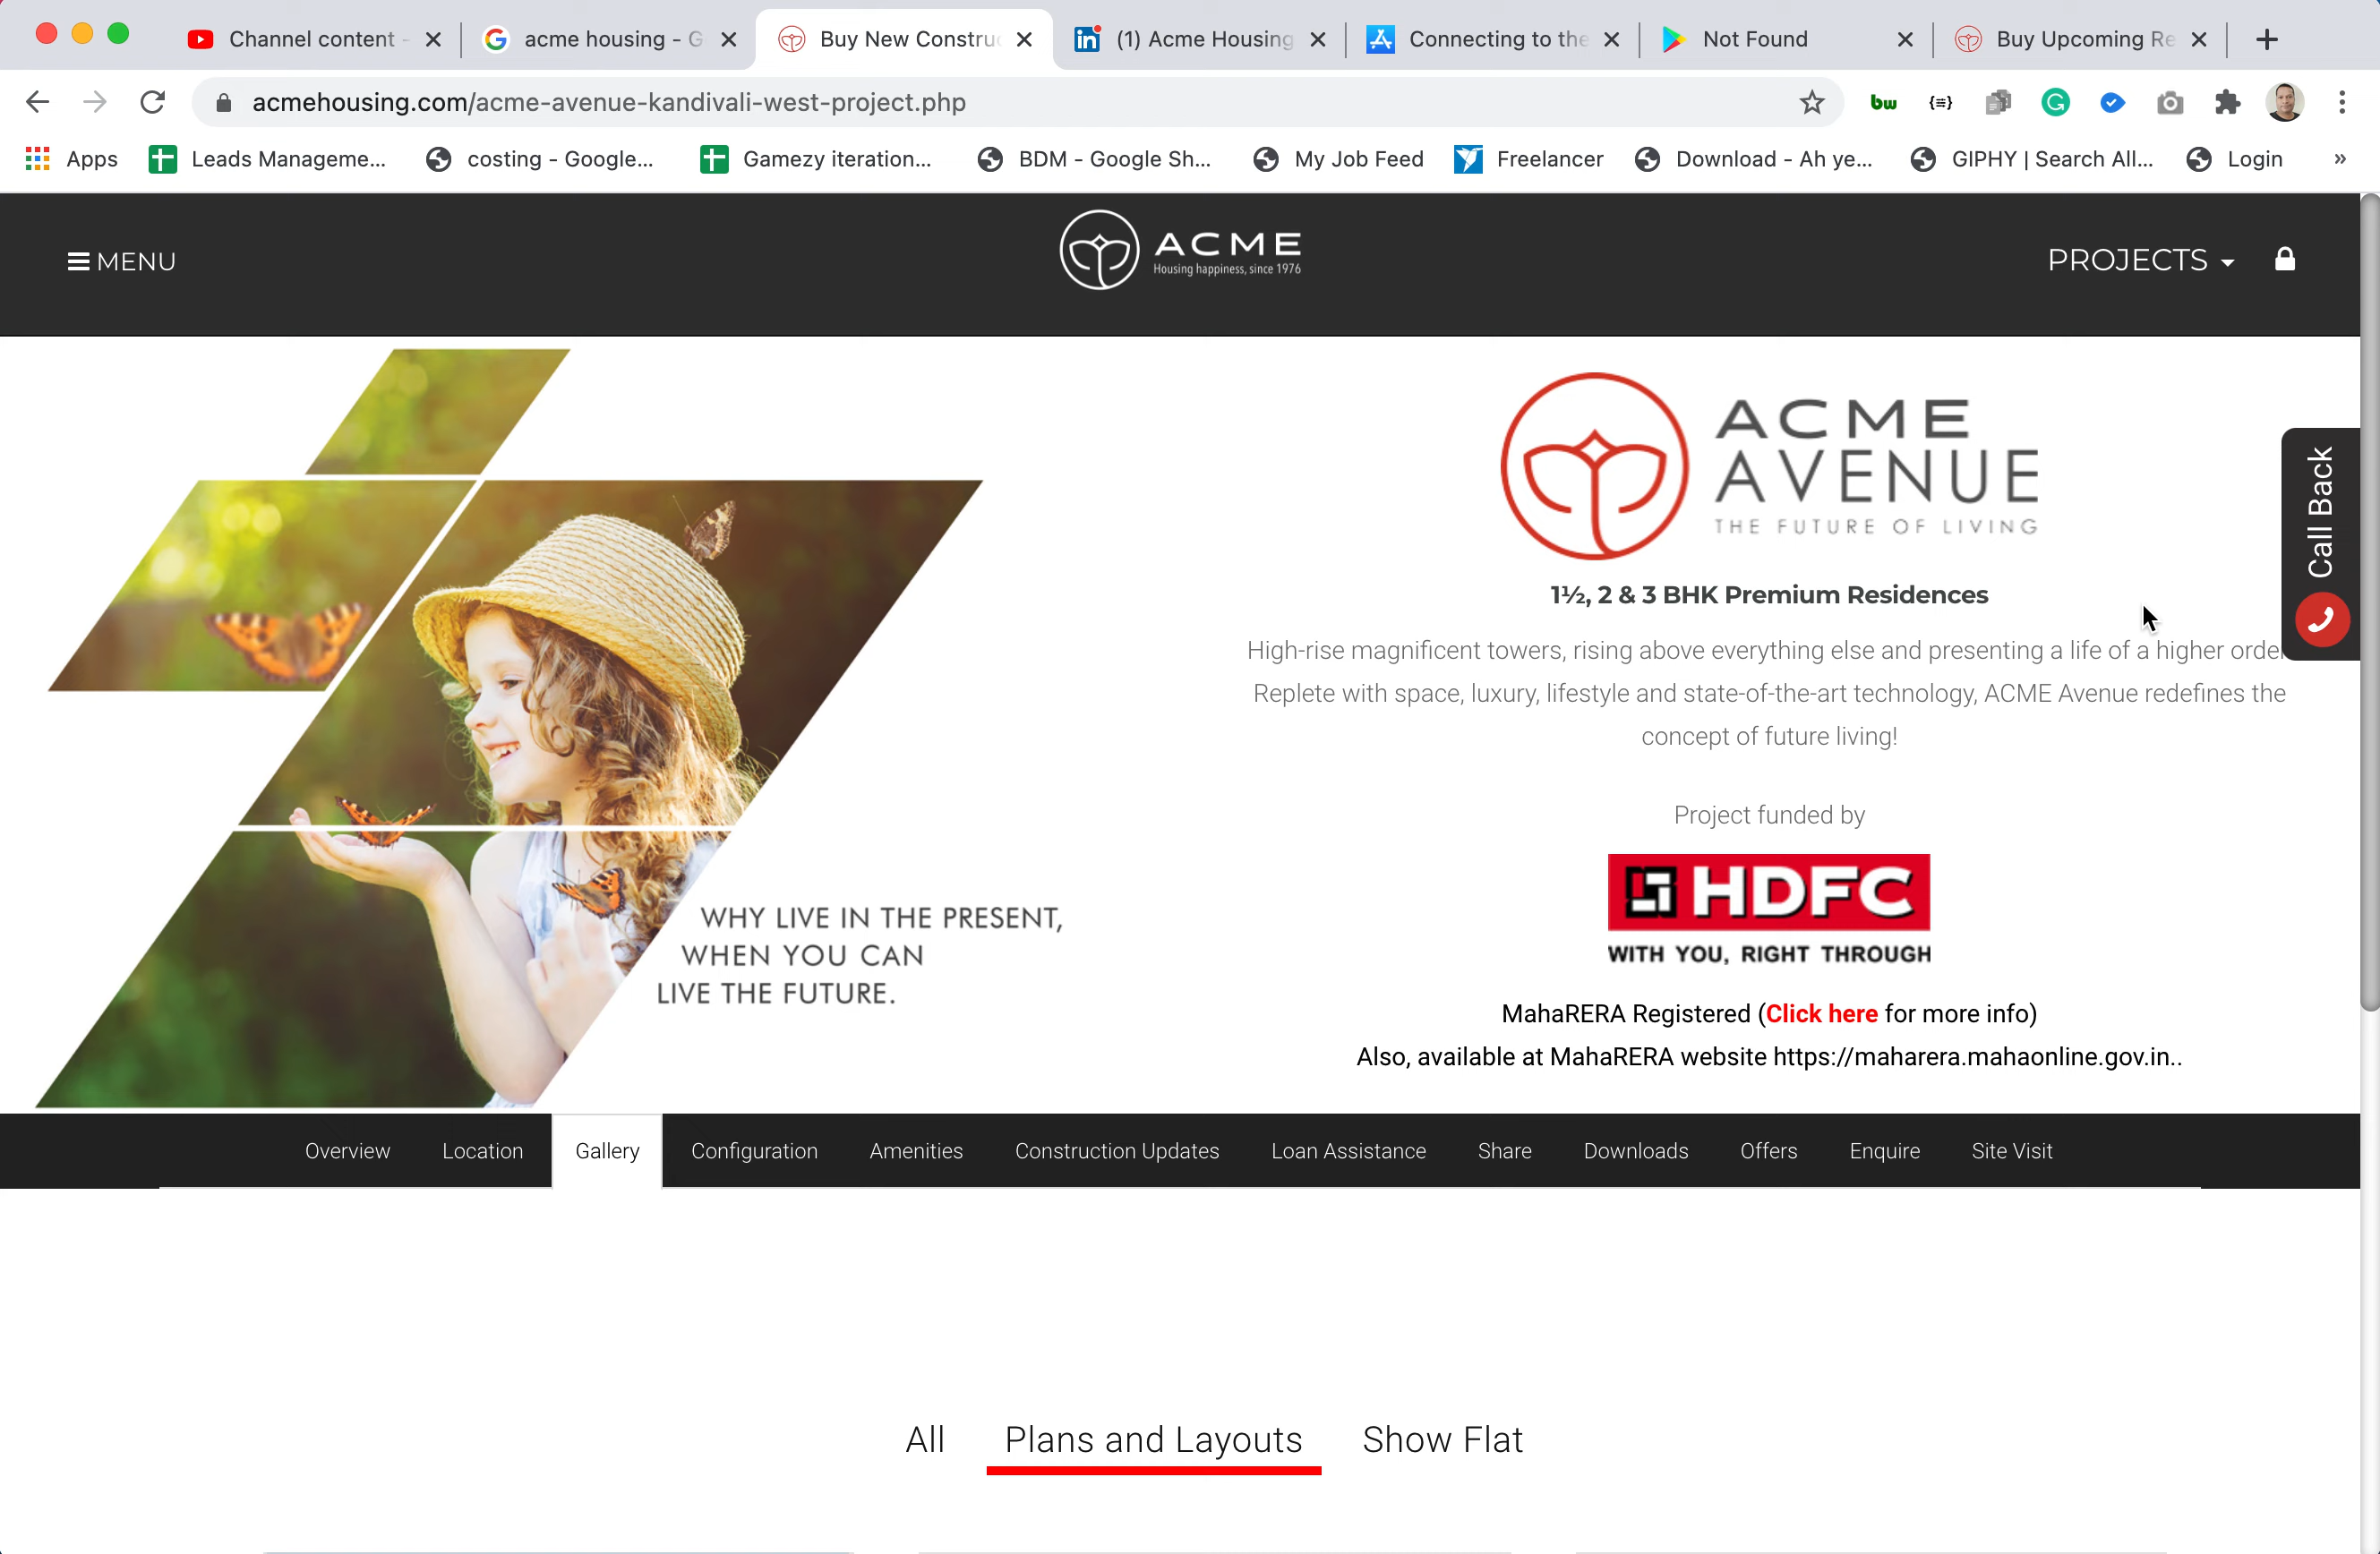 Channel content -
acme housing - G
Buy New Construc
(1) Acme Housing
Connecting to the
Not Found
Buy Upcoming Re
acmehousing.com/acme-avenue-kandivali-west-project.php
bw
Apps
Leads Manageme...
costing - Google...
Gamezy iteration...
BDM - Google Sh...
My Job Feed
Freelancer
Download - Ah ye...
GIPHY | Search All...
Login
»
MENU
ACME
Housing happiness, since 1976
PROJECTS
ACME
AVENUE
THE FUTURE OF LIVING
Call Back
1½, 2 & 3 BHK Premium Residences
High-rise magnificent towers, rising above everything else and presenting a life of a higher order
Replete with space, luxury, lifestyle and state-of-the-art technology, ACME Avenue redefines the
concept of future living!
Project funded by
HDFC
WITH YOU, RIGHT THROUGH
WHY LIVE IN THE PRESENT,
WHEN YOU CAN
LIVE THE FUTURE.
MahaRERA Registered (Click here for more info)
Also, available at MahaRERA website https://maharera.mahaonline.gov.in..
Overview
Location
Gallery
Configuration
Amenities
Construction Updates
Loan Assistance
Share
Downloads
Offers
Enquire
Site Visit
All
Plans and Layouts
Show Flat